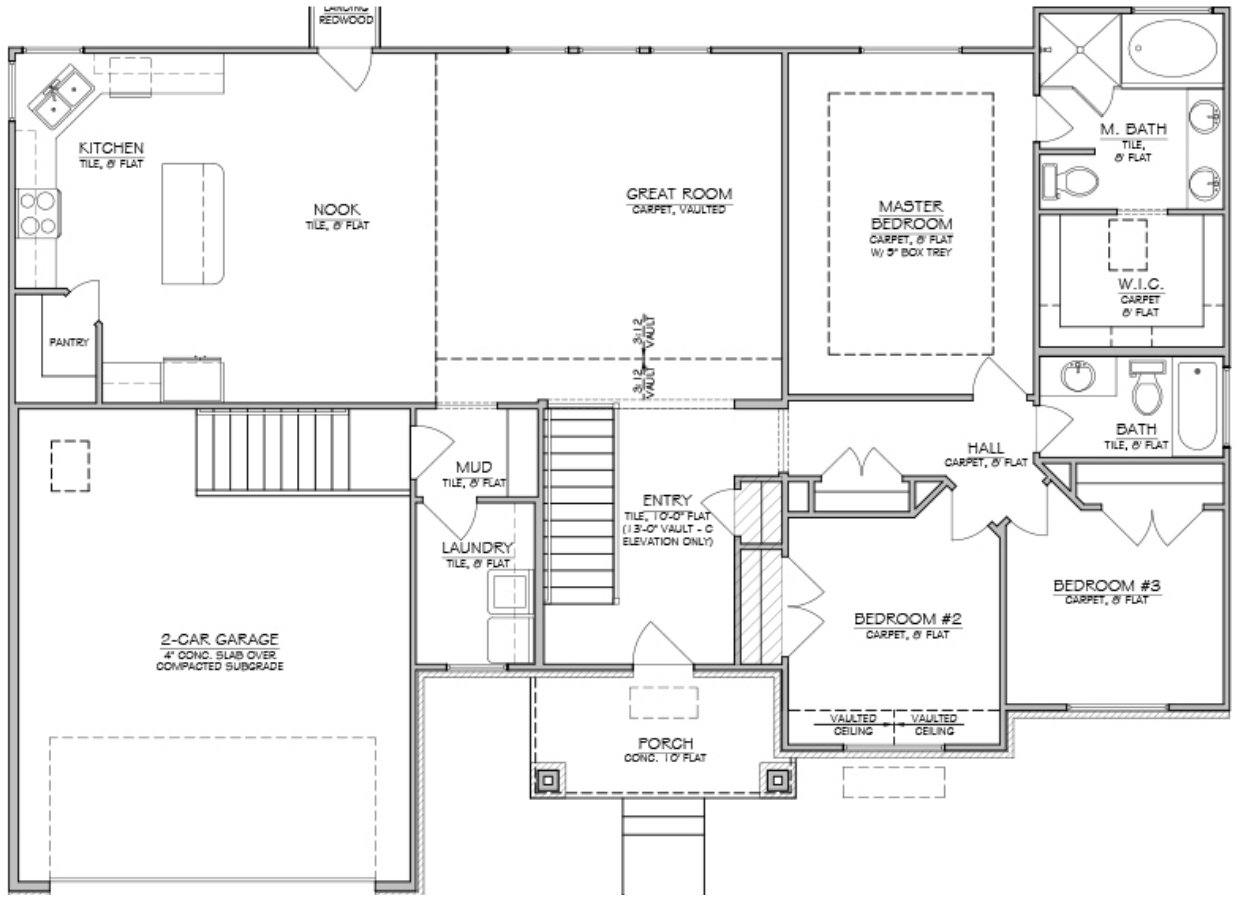 LANDING
REDWOOD
KITCHEN
TILE, 8' FLAT
NOOK
TILE, 8' FLAT
GREAT ROOM
CARPET, VAULTED
MASTER
BEDROOM
CARPET, 8' FLAT
W/ 9" BOX TREY
M. BATH
TILE,
8' FLAT
W.I.C.
CARPET
8' FLAT
PANTRY
3:12
VAULT
3:12
VAULT
BATH
TILE, 8' FLAT
HALL
CARPET, 8' FLAT
MUD
TILE, 8' FLAT
ENTRY
TILE, 10'-0" FLAT
(13'-0" VAULT - C
ELEVATION ONLY)
LAUNDRY
TILE, 8' FLAT
BEDROOM #3
CARPET, 8' FLAT
BEDROOM #2
CARPET, 8' FLAT
2-CAR GARAGE
4" CONC. SLAB OVER
COMPACTED SUBGRADE
VAULTED
CEILING
VAULTED
CEILING
PORCH
CONC. 10' FLAT